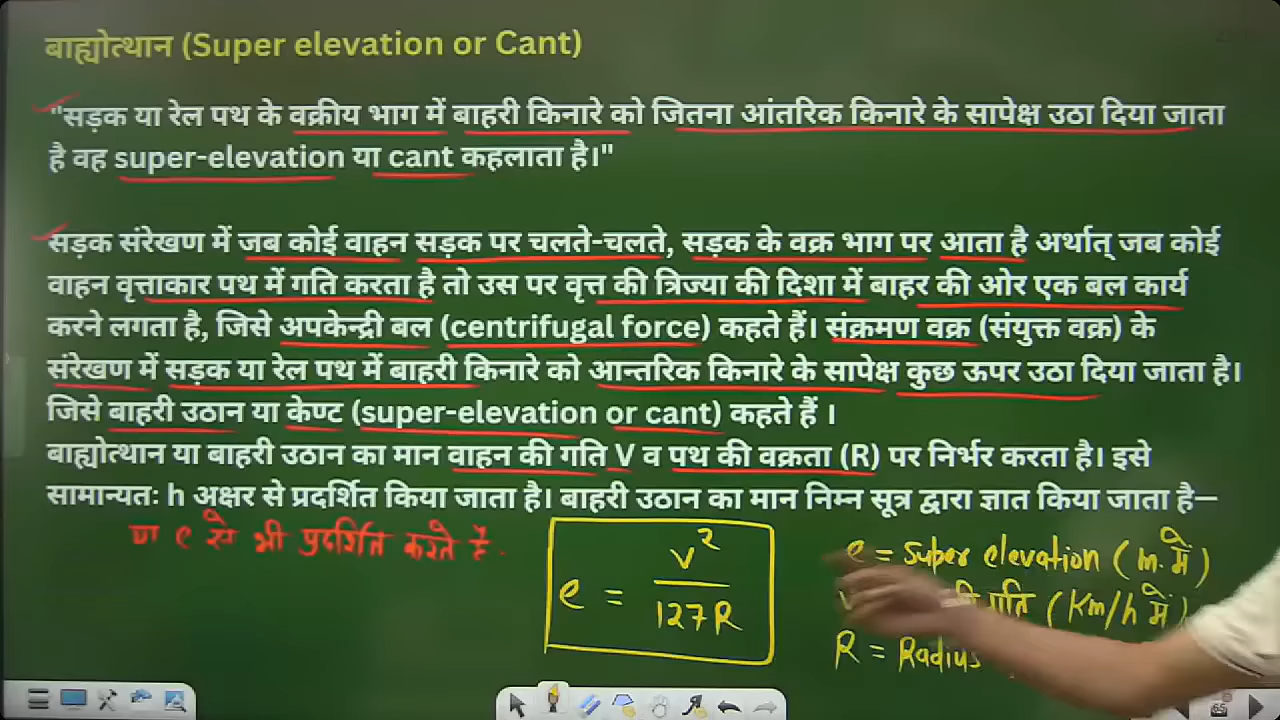 बाह्योत्थान (Super elevation or Cant)
"सड़क या रेल पथ के वक्रीय भाग में बाहरी किनारे को जितना आंतरिक किनारे के सापेक्ष उठा दिया जाता
है वह super-elevation या cant कहलाता है।"
सड़क संरेखण में जब कोई वाहन सड़क पर चलते-चलते, सड़क के वक्र भाग पर आता है अर्थात् जब कोई
वाहन वृत्ताकार पथ में गति करता है तो उस पर वृत्त की त्रिज्या की दिशा में बाहर की ओर एक बल कार्य
करने लगता है, जिसे अपकेन्द्री बल (centrifugal force) कहते हैं। संक्रमण वक्र (संयुक्त वक्र) के
संरेखण में सड़क या रेल पथ में बाहरी किनारे को आन्तरिक किनारे के सापेक्ष कुछ ऊपर उठा दिया जाता है।
जिसे बाहरी उठान या केण्ट (super-elevation or cant) कहते हैं ।
बाह्योत्थान या बाहरी उठान का मान वाहन की गति V व पथ की वक्रता (R) पर निर्भर करता है। इसे
सामान्यतः h अक्षर से प्रदर्शित किया जाता है। बाहरी उठान का मान निम्न सूत्र द्वारा ज्ञात किया जाता है—
या e से भी प्रदर्शित करते है.
e = v²/127R
e = super elevation (m. में)
की गति (Km/h में)
R = Radius
65